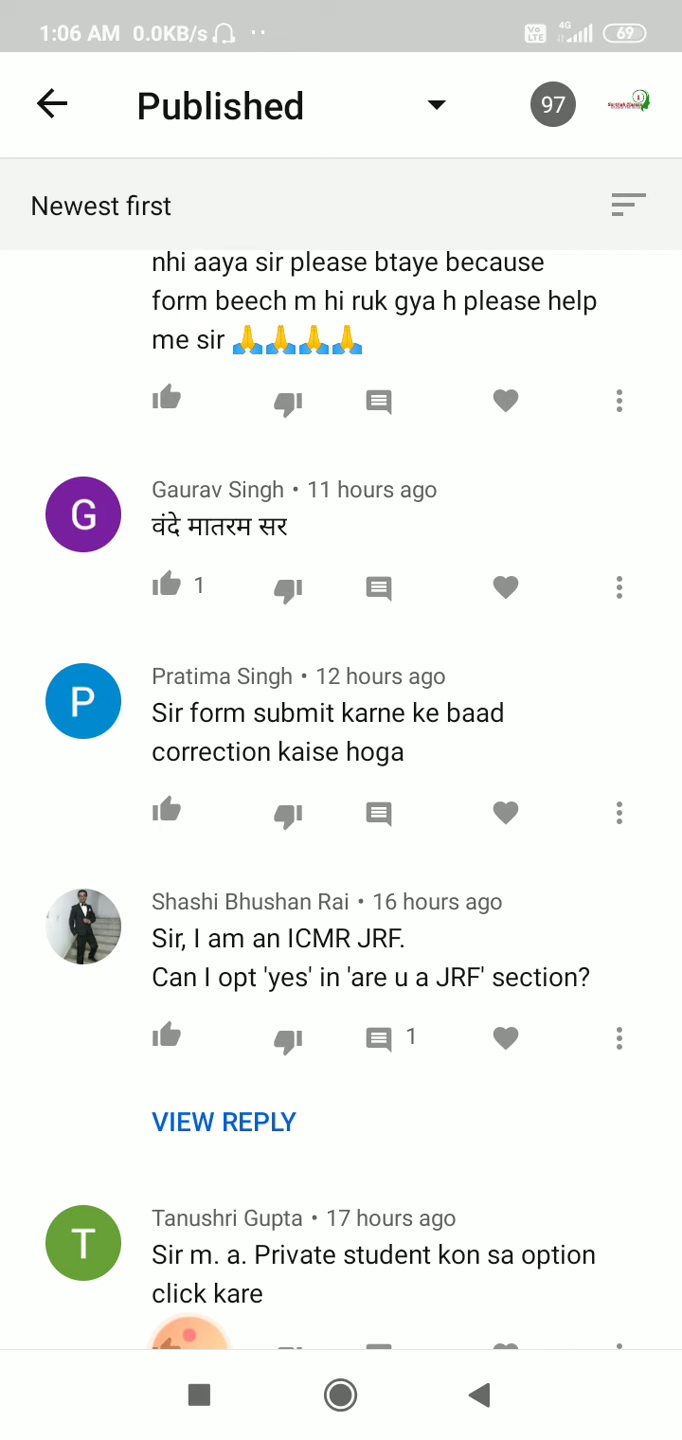 1:06 AM 0.0KB/s
Vo LTE 4G 69
Published
97
Newest first
nhi aaya sir please btaye because
form beech m hi ruk gya h please help
me sir 🙏🙏🙏🙏
G
Gaurav Singh • 11 hours ago
वंदे मातरम सर
1
P
Pratima Singh • 12 hours ago
Sir form submit karne ke baad
correction kaise hoga
Shashi Bhushan Rai • 16 hours ago
Sir, I am an ICMR JRF.
Can I opt 'yes' in 'are u a JRF' section?
1
VIEW REPLY
T
Tanushri Gupta • 17 hours ago
Sir m. a. Private student kon sa option
click kare